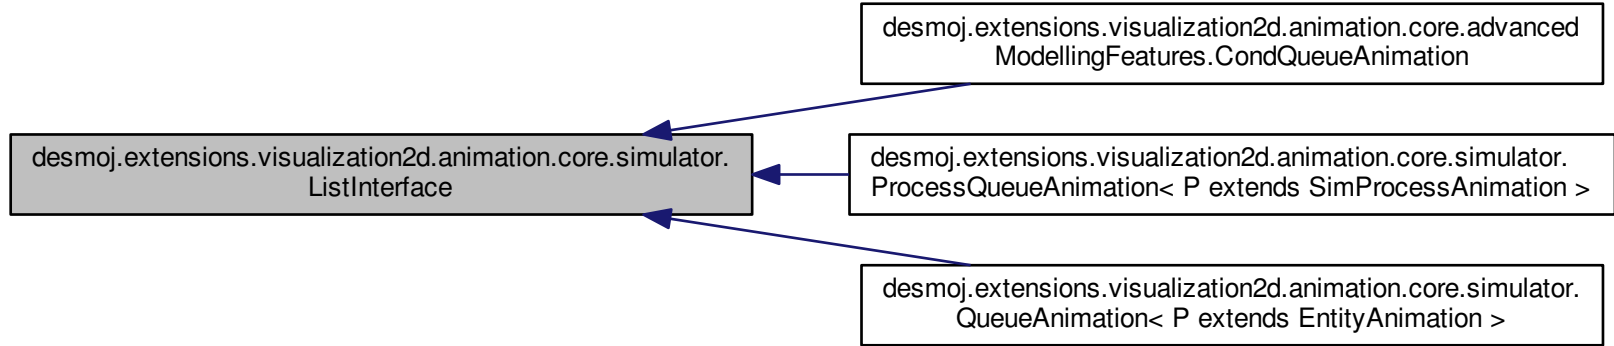 desmoj.extensions.visualization2d.animation.core.advanced
ModellingFeatures.CondQueueAnimation
desmoj.extensions.visualization2d.animation.core.simulator.
ListInterface
desmoj.extensions.visualization2d.animation.core.simulator.
ProcessQueueAnimation< P extends SimProcessAnimation >
desmoj.extensions.visualization2d.animation.core.simulator.
QueueAnimation< P extends EntityAnimation >